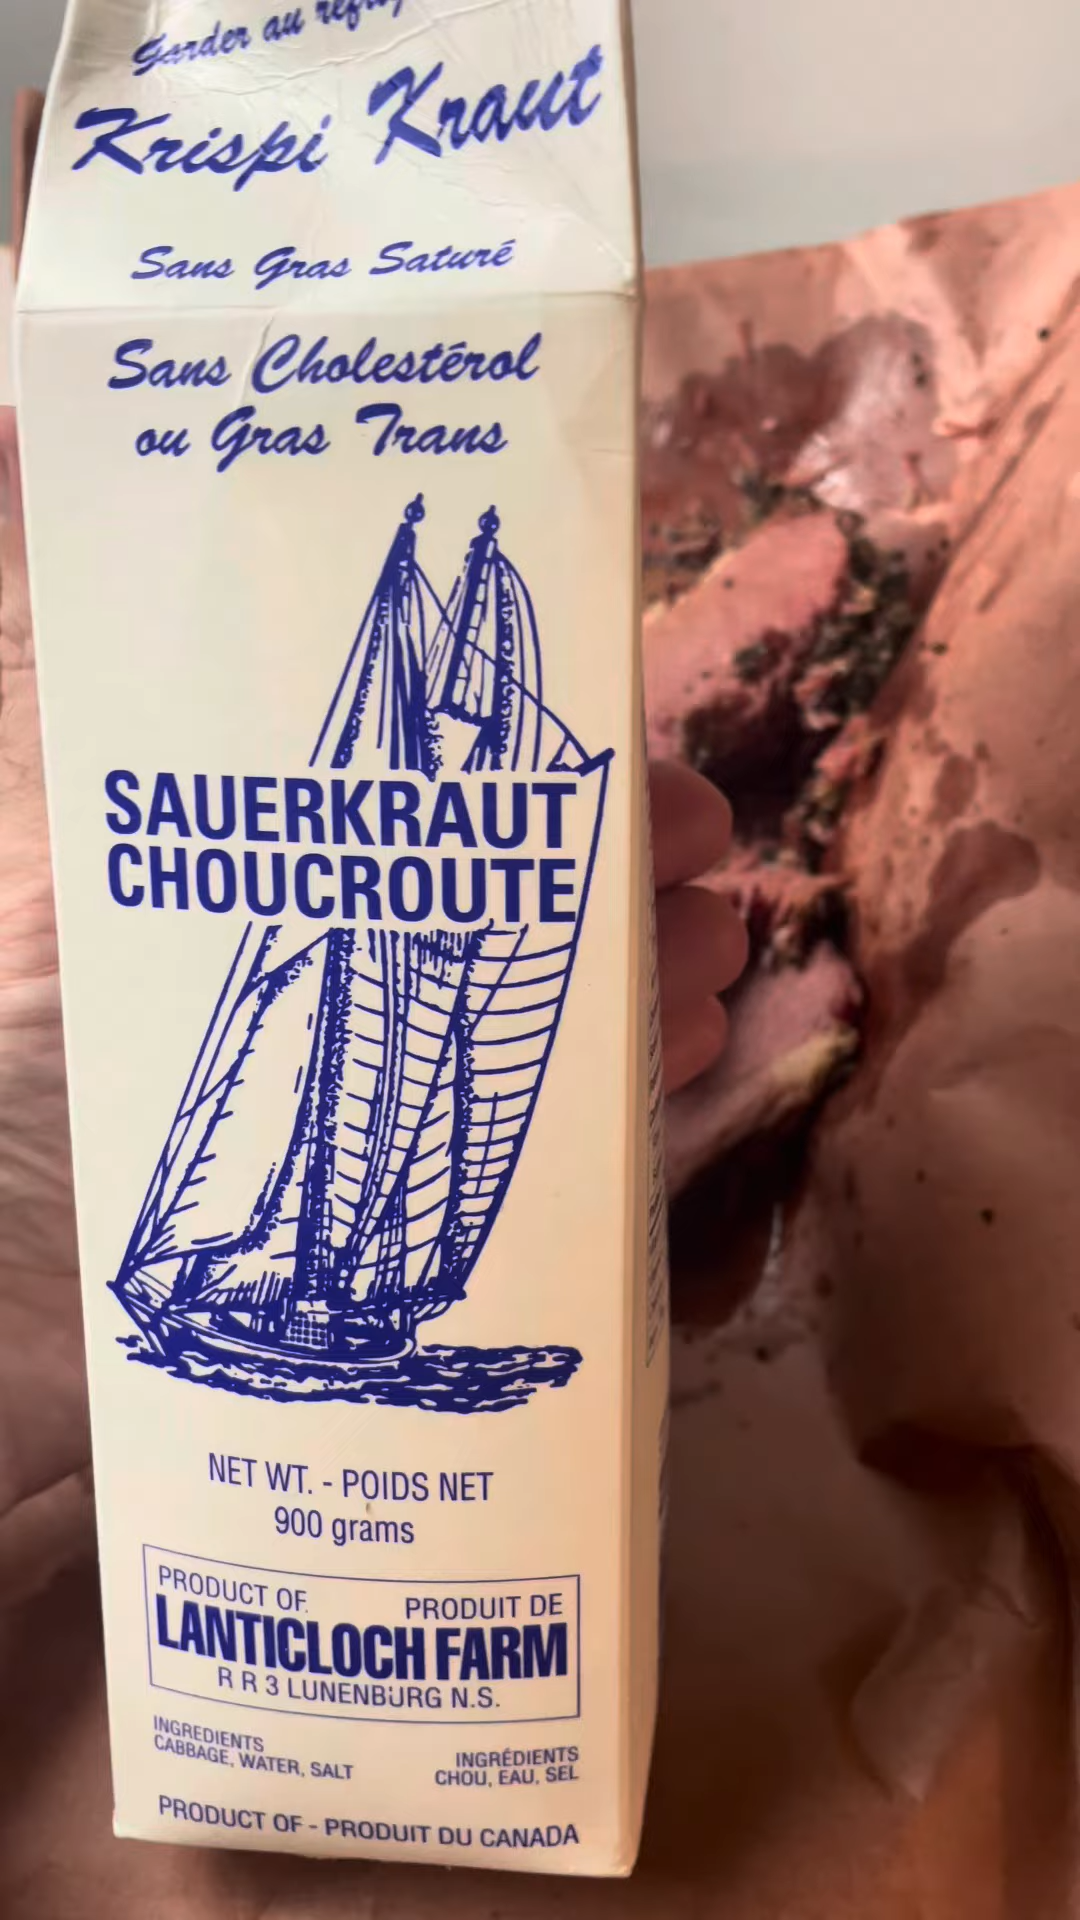 Garder au
Krispi Kraut
Sans Gras Saturé
Sans Cholestérol
ou Gras Trans
SAUERKRAUT
CHOUCROUTE
NET WT. - POIDS NET
900 grams
PRODUCT OF PRODUIT DE
LANTICLOCH FARM
R R 3 LUNENBURG N.S.
INGREDIENTS
CABBAGE, WATER, SALT
INGRÉDIENTS
CHOU, EAU, SEL
PRODUCT OF - PRODUIT DU CANADA